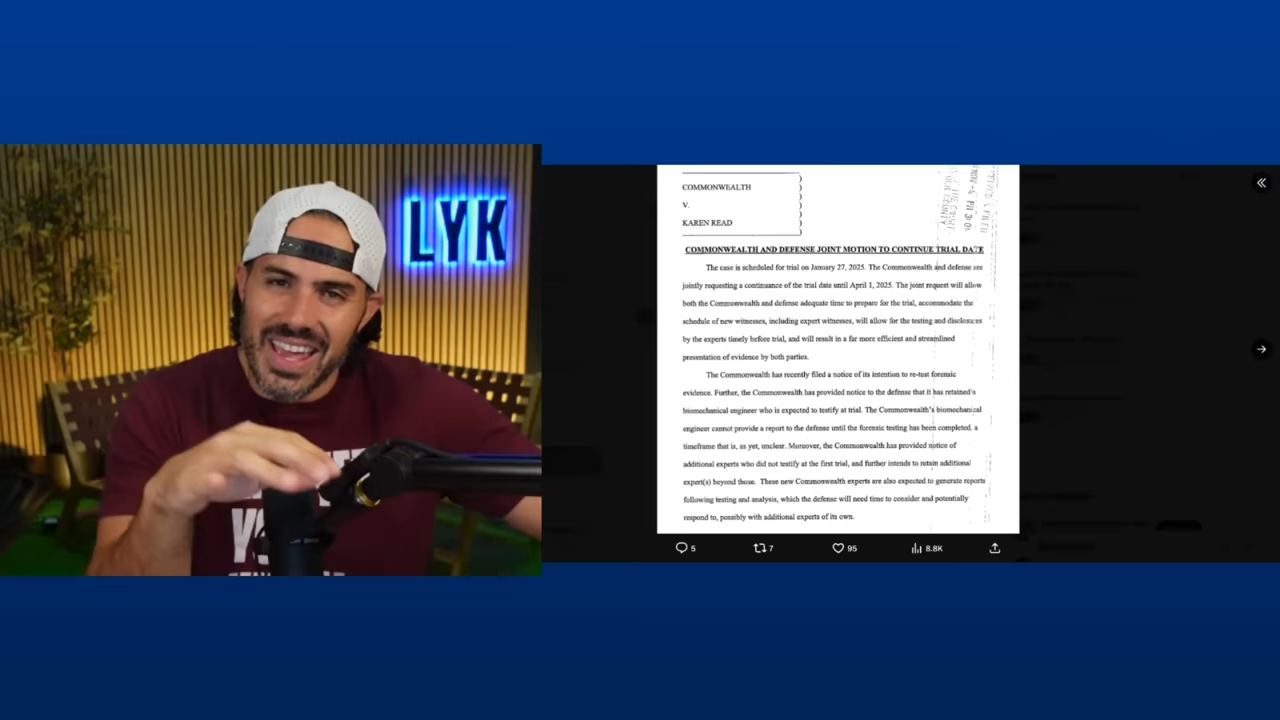 LYK
COMMONWEALTH
V.
KAREN READ
COMMONWEALTH AND DEFENSE JOINT MOTION TO CONTINUE TRIAL DATE
The case is scheduled for trial on January 27, 2025. The Commonwealth and defense are
jointly requesting a continuance of the trial date until April 1, 2025. The joint request will allow
both the Commonwealth and defense adequate time to prepare for the trial, accommodate the
schedule of new witnesses, including expert witnesses, will allow for the testing and disclosures
by the experts timely before trial, and will result in a far more efficient and streamlined
presentation of evidence by both parties.
The Commonwealth has recently filed a notice of its intention to re-test forensic
evidence. Further, the Commonwealth has provided notice to the defense that it has retained a
biomechanical engineer who is expected to testify at trial. The Commonwealth's biomechanical
engineer cannot provide a report to the defense until the forensic testing has been completed, a
timeframe that is, as yet, unclear. Moreover, the Commonwealth has provided notice of
additional experts who did not testify at the first trial, and further intends to retain additional
expert(s) beyond those. These new Commonwealth experts are also expected to generate reports
following testing and analysis, which the defense will need time to consider and potentially
respond to, possibly with additional experts of its own.
5 7 95 8.8K